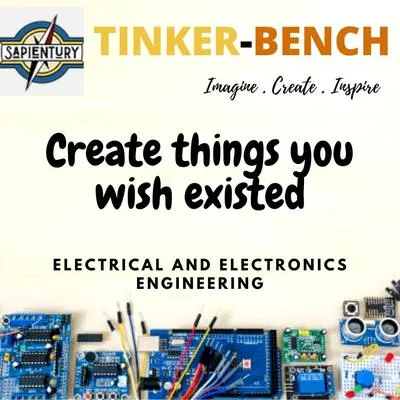 SAPIENTURY
TINKER-BENCH
Imagine . Create . Inspire
Create things you
wish existed
ELECTRICAL AND ELECTRONICS
ENGINEERING